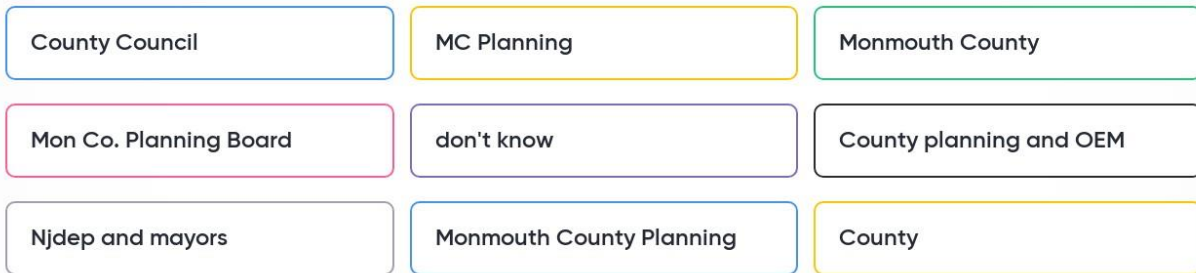 County Council
MC Planning
Monmouth County
Mon Co. Planning Board
don't know
County planning and OEM
Njdep and mayors
Monmouth County Planning
County